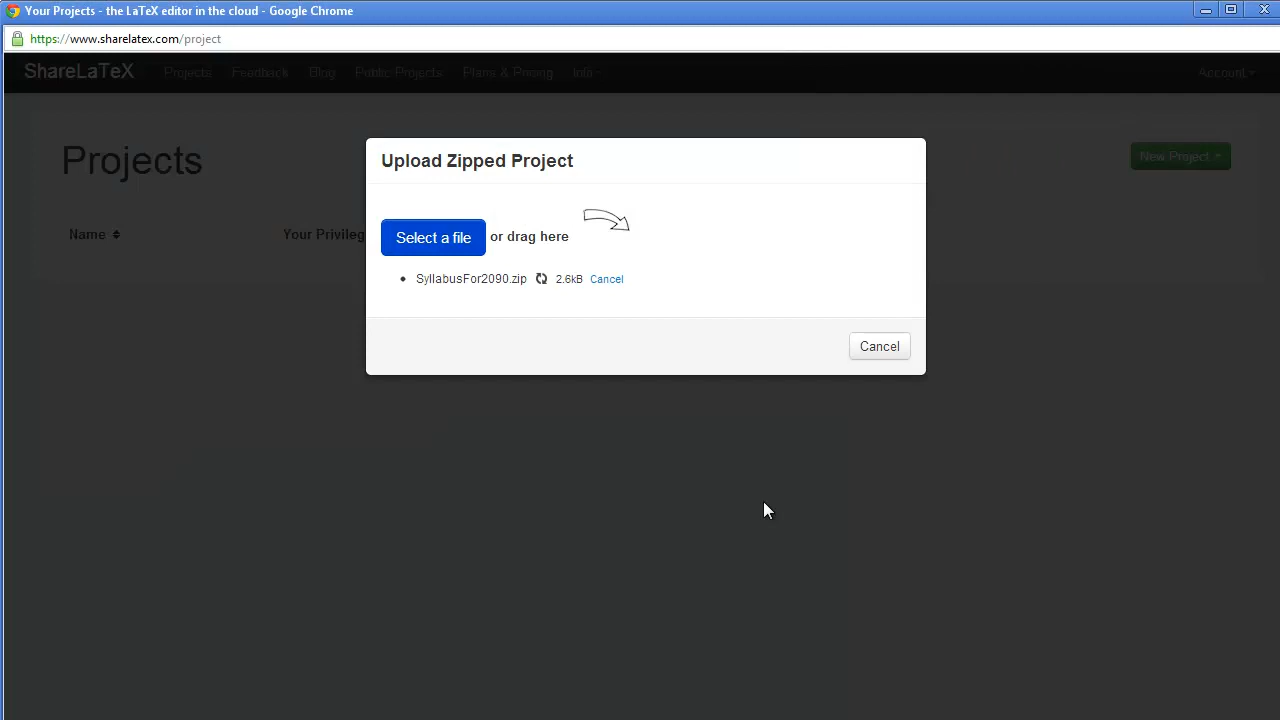 Your Projects - the LaTeX editor in the cloud - Google Chrome
https://www.sharelatex.com/project
ShareLaTeX Projects Feedback Blog Public Projects Plans & Pricing Info Account
Projects
New Project
Upload Zipped Project
Select a file or drag here
Name Your Privileg
SyllabusFor2090.zip 2.6kB Cancel
Cancel